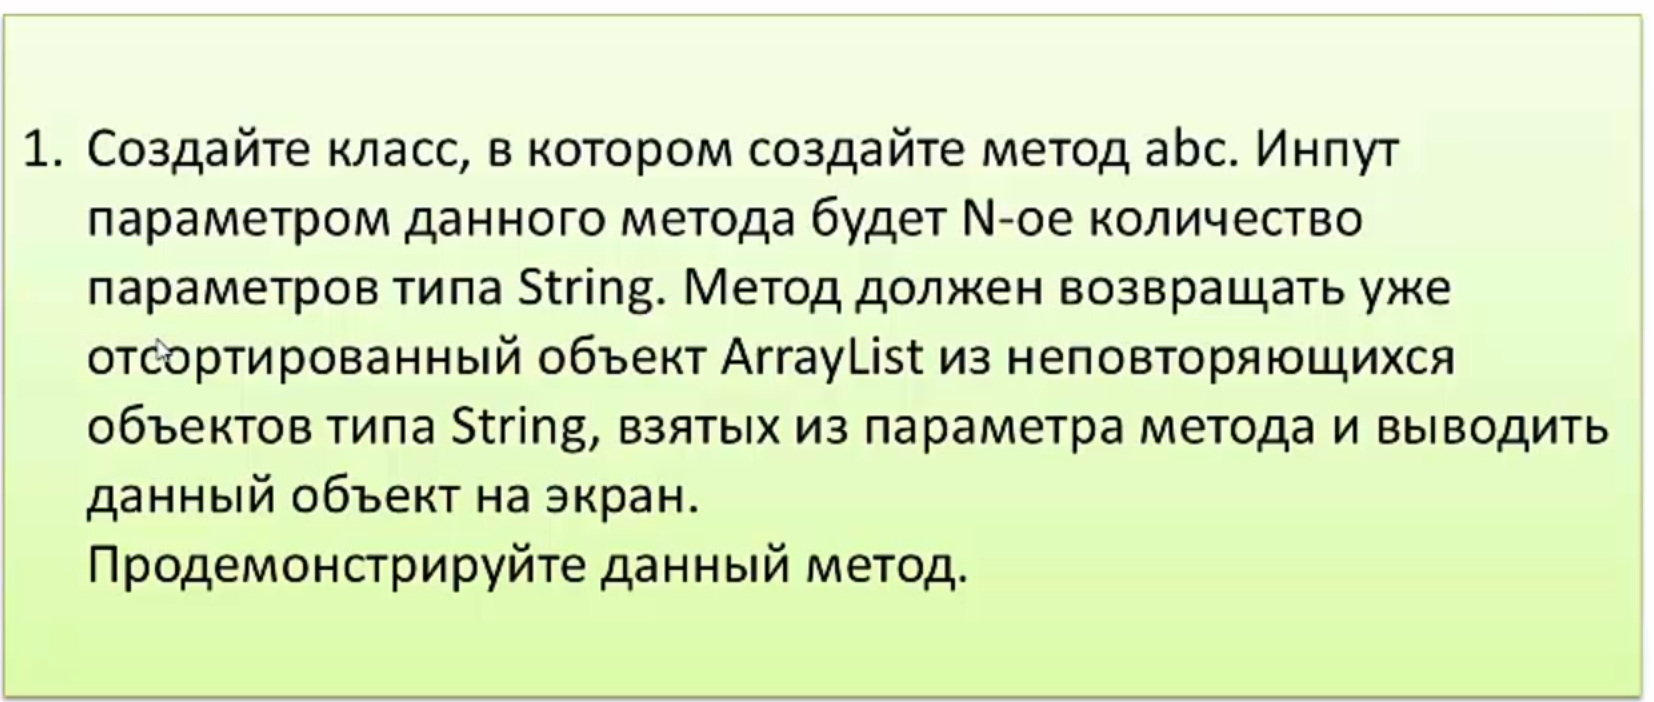 1. Создайте класс, в котором создайте метод abc. Инпут
параметром данного метода будет N-ое количество
параметров типа String. Метод должен возвращать уже
отсортированный объект ArrayList из неповторяющихся
объектов типа String, взятых из параметра метода и выводить
данный объект на экран.
Продемонстрируйте данный метод.